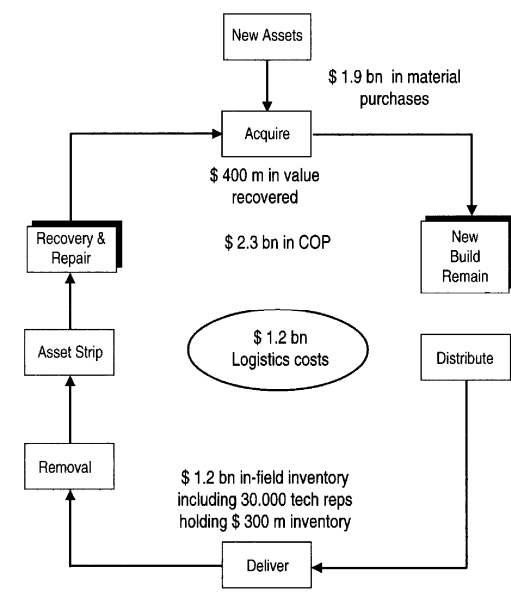 New Assets
$ 1.9 bn in material
purchases
Acquire
$ 400 m in value
recovered
Recovery &
Repair
$ 2.3 bn in COP
New
Build
Remain
$ 1.2 bn
Logistics costs
Asset Strip
Distribute
Removal
$ 1.2 bn in-field inventory
including 30.000 tech reps
holding $ 300 m inventory
Deliver